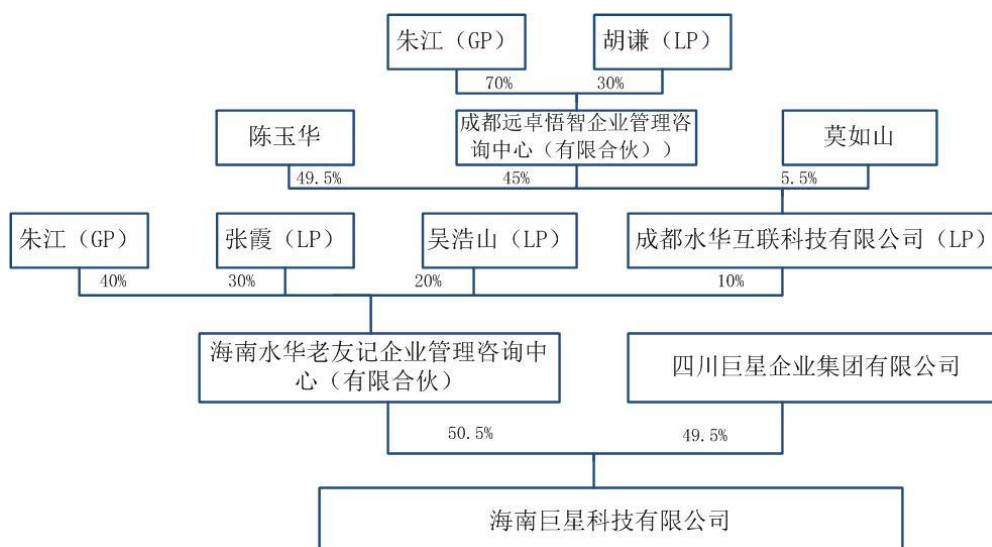 朱江（GP）
胡谦（LP）
70%
30%
陈玉华
成都远卓悟智企业管理咨
询中心（有限合伙））
莫如山
49.5%
45%
5.5%
朱江（GP）
张霞（LP）
吴浩山（LP）
成都水华互联科技有限公司（LP）
40%
30%
20%
10%
海南水华老友记企业管理咨询中
心（有限合伙）
四川巨星企业集团有限公司
50.5%
49.5%
海南巨星科技有限公司